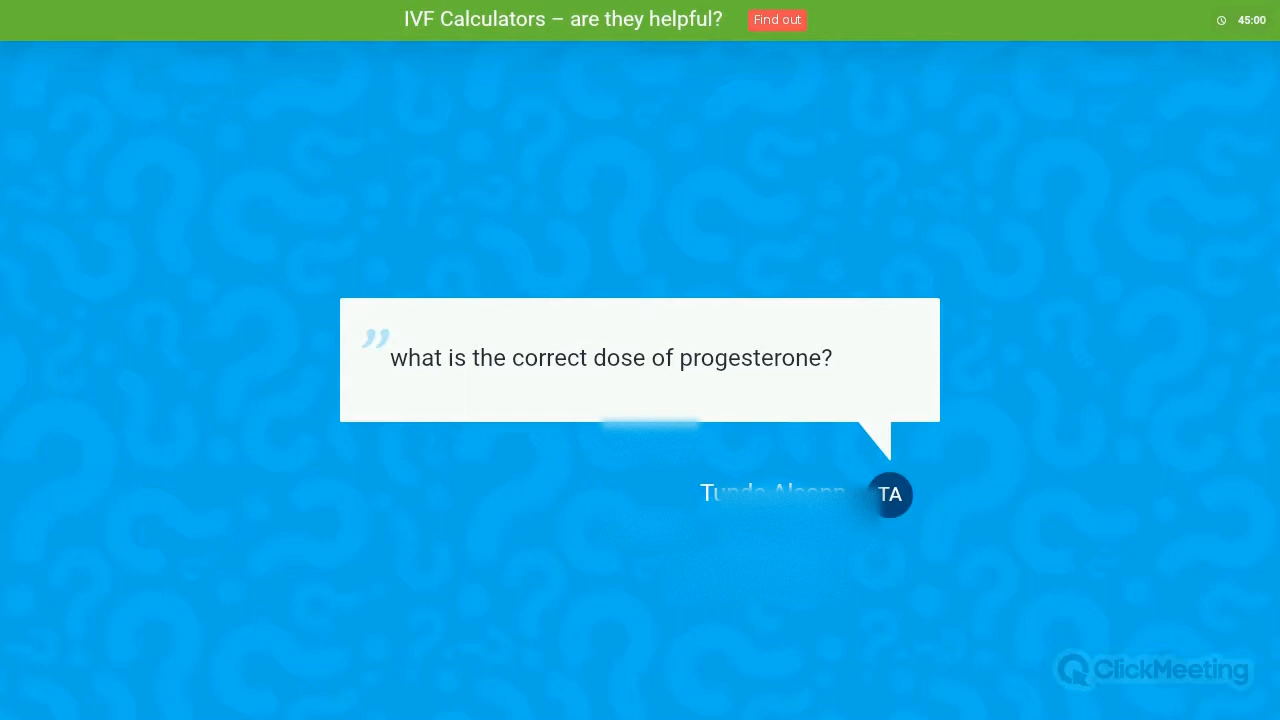 IVF Calculators – are they helpful? Find out 45:00
what is the correct dose of progesterone?
TA
ClickMeeting